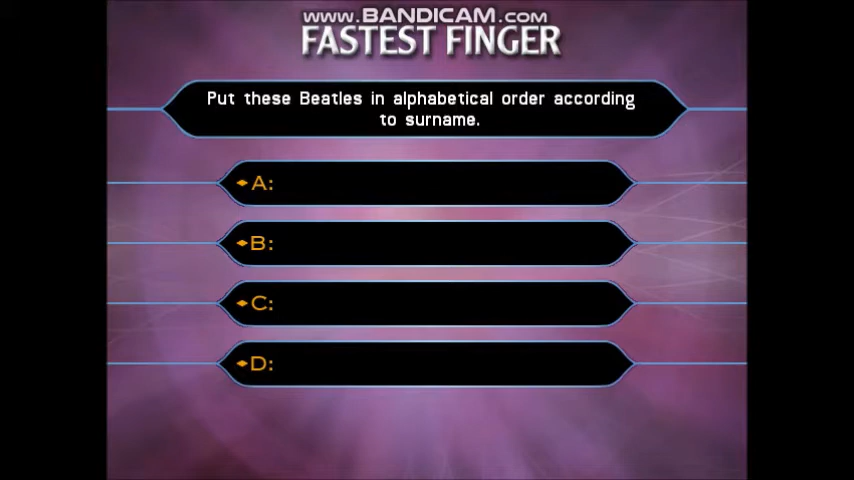 www.BANDICAM.com
FASTEST FINGER
Put these Beatles in alphabetical order according
to surname.
A:
B:
C:
D: